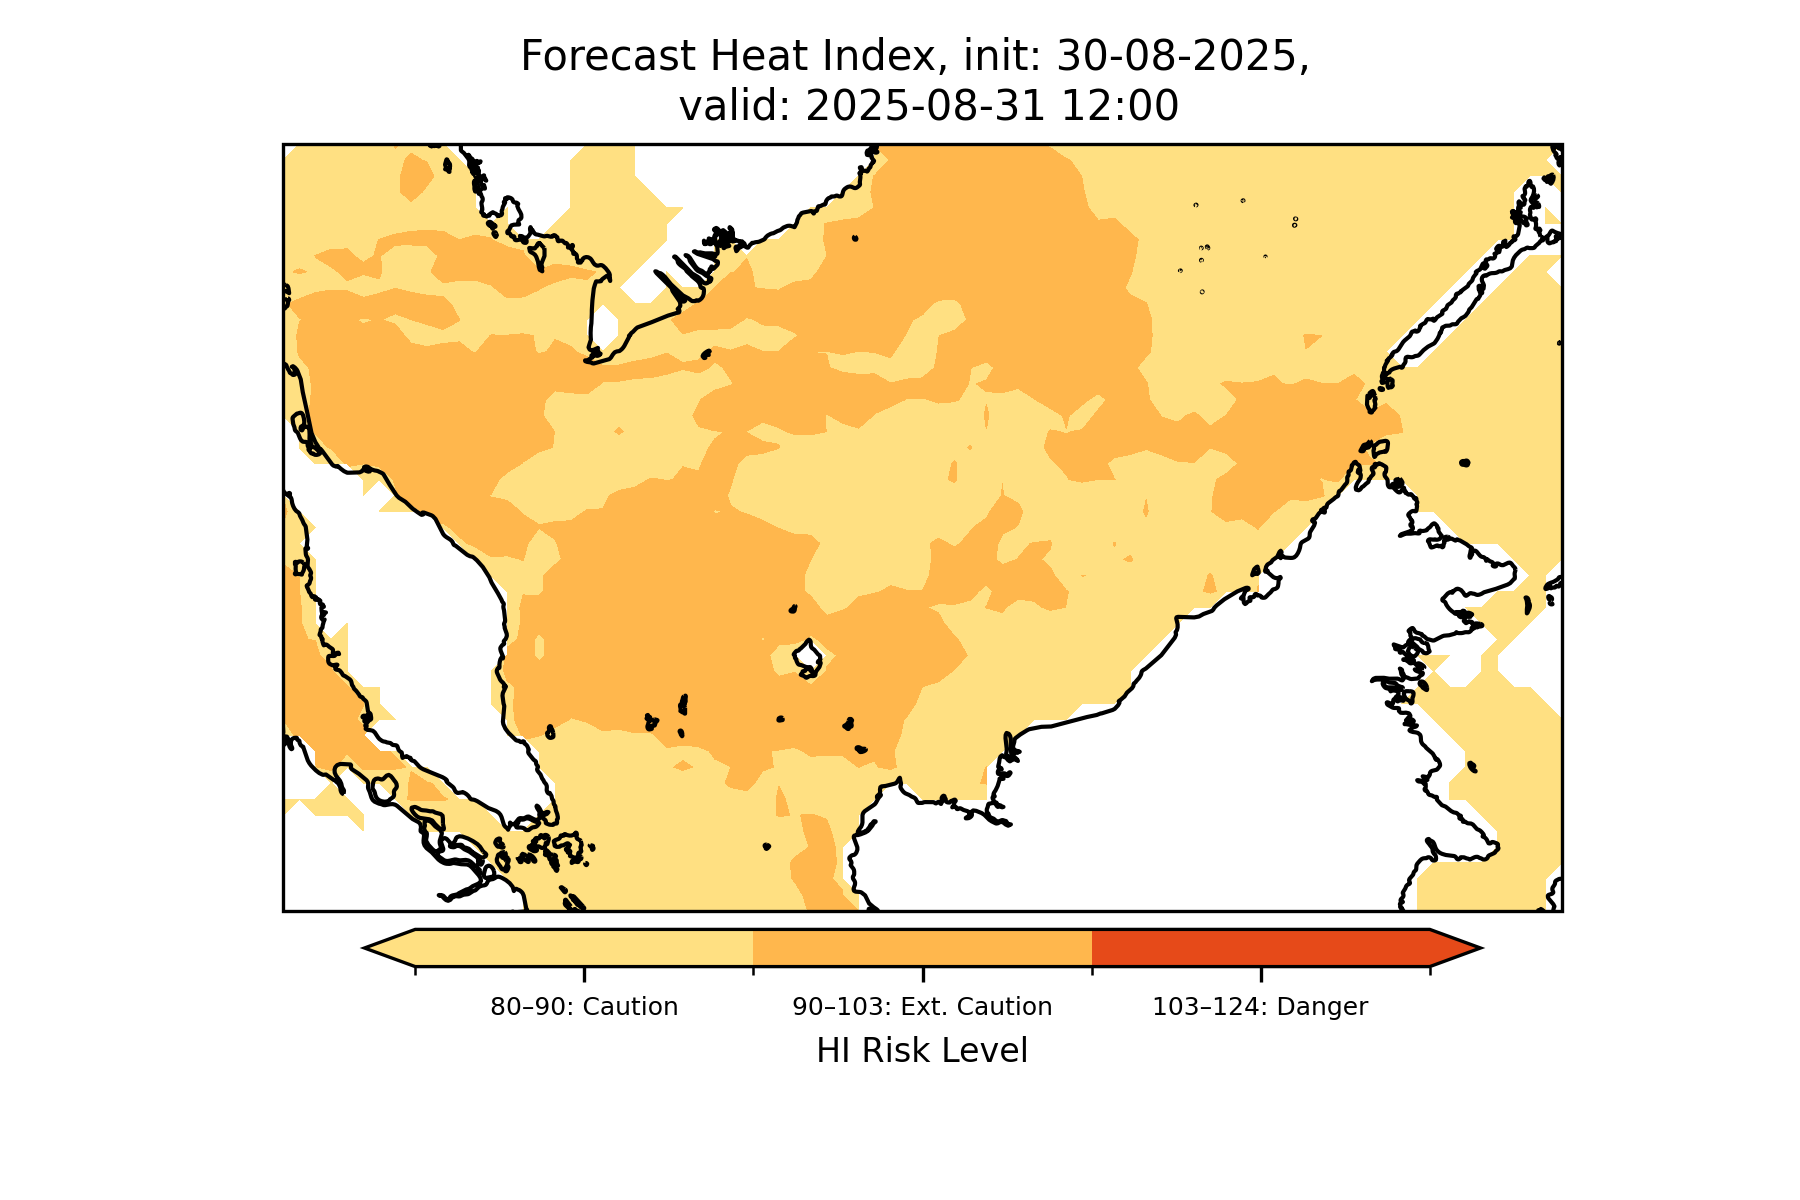 Forecast Heat Index, init: 30-08-2025,
valid: 2025-08-31 12:00
80–90: Caution
90–103: Ext. Caution
103–124: Danger
HI Risk Level